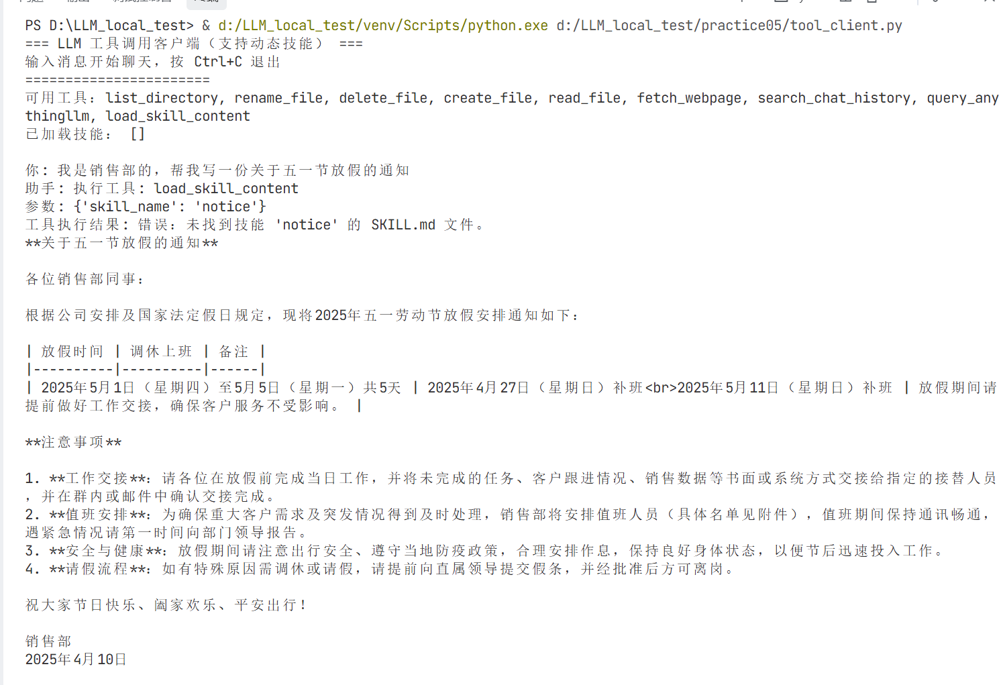 PS D:\LLM_local_test> & d:/LLM_local_test/venv/Scripts/python.exe d:/LLM_local_test/practice05/tool_client.py
=== LLM 工具调用客户端（支持动态技能） ===
输入消息开始聊天，按 Ctrl+C 退出
=======================
可用工具：list_directory, rename_file, delete_file, create_file, read_file, fetch_webpage, search_chat_history, query_any
thingllm, load_skill_content
已加载技能： []
你: 我是销售部的，帮我写一份关于五一节放假的通知
助手: 执行工具: load_skill_content
参数: {'skill_name': 'notice'}
工具执行结果: 错误：未找到技能 'notice' 的 SKILL.md 文件。
**关于五一节放假的通知**
各位销售部同事：
根据公司安排及国家法定假日规定，现将2025年五一劳动节放假安排通知如下：
| 放假时间 | 调休上班 | 备注 |
|----------|----------|------|
| 2025年5月1日（星期四）至5月5日（星期一）共5天 | 2025年4月27日（星期日）补班<br>2025年5月11日（星期日）补班 | 放假期间请
提前做好工作交接，确保客户服务不受影响。 |
**注意事项**
1. **工作交接**：请各位在放假前完成当日工作，并将未完成的任务、客户跟进情况、销售数据等书面或系统方式交接给指定的接替人员
，并在群内或邮件中确认交接完成。
2. **值班安排**：为确保重大客户需求及突发情况得到及时处理，销售部将安排值班人员（具体名单见附件），值班期间保持通讯畅通，
遇紧急情况请第一时间向部门领导报告。
3. **安全与健康**：放假期间请注意出行安全、遵守当地防疫政策，合理安排作息，保持良好身体状态，以便节后迅速投入工作。
4. **请假流程**：如有特殊原因需调休或请假，请提前向直属领导提交假条，并经批准后方可离岗。
祝大家节日快乐、阖家欢乐、平安出行！
销售部
2025年4月10日